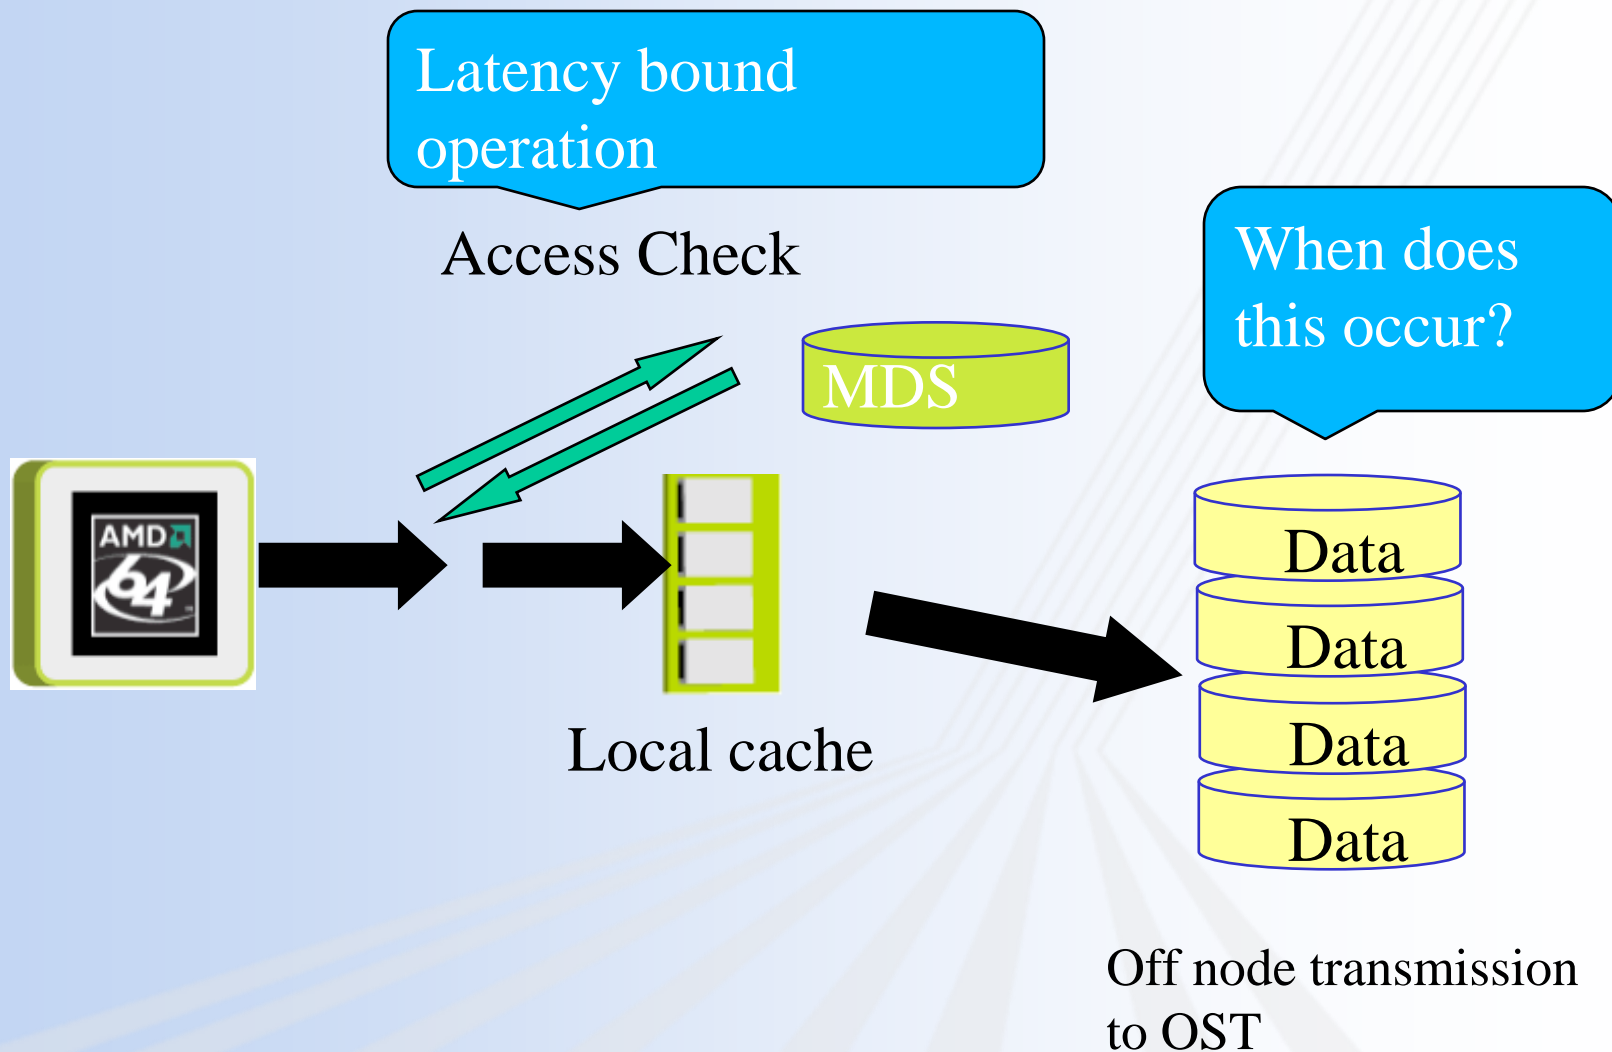 Latency bound
operation
Access Check
When does
this occur?
MDS
AMD
64
Data
Data
Data
Data
Local cache
Off node transmission
to OST